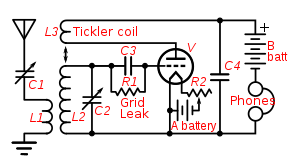 L3 Tickler coil
V
+
B
batt
C3
R1
R2
C1
C2
Grid
Leak
C4
Phones
L1
L2
A battery